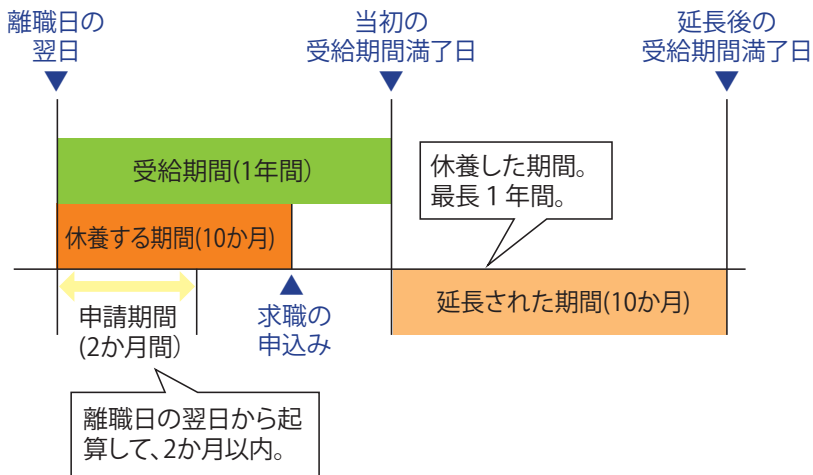 離職日の
翌日
当初の
受給期間満了日
延長後の
受給期間満了日
受給期間(1年間）
休養した期間。
最長１年間。
休養する期間(10か月)
延長された期間(10か月)
申請期間
(2か月間）
求職の
申込み
離職日の翌日から起
算して、2か月以内。